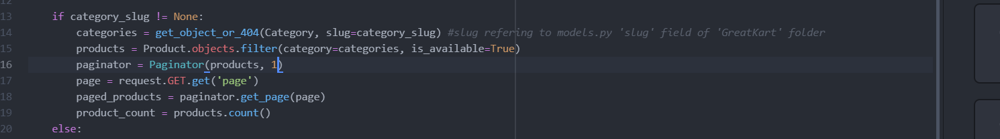 12
13 if category_slug != None:
14 categories = get_object_or_404(Category, slug=category_slug) #slug refering to models.py 'slug' field of 'GreatKart' folder
15 products = Product.objects.filter(category=categories, is_available=True)
16 paginator = Paginator(products, 1)
17 page = request.GET.get('page')
18 paged_products = paginator.get_page(page)
19 product_count = products.count()
20 else: